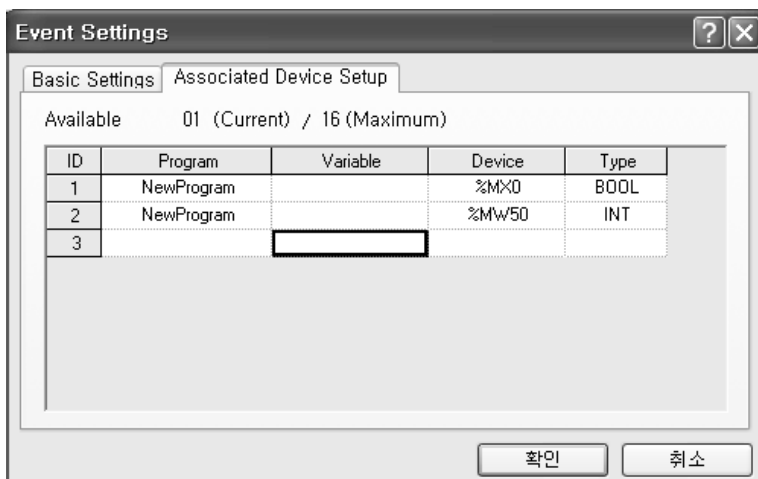 Event Settings
Basic Settings Associated Device Setup
Available 01 (Current) / 16 (Maximum)
ID Program Variable Device Type
1 NewProgram %MX0 BOOL
2 NewProgram %MW50 INT
3
확인 취소